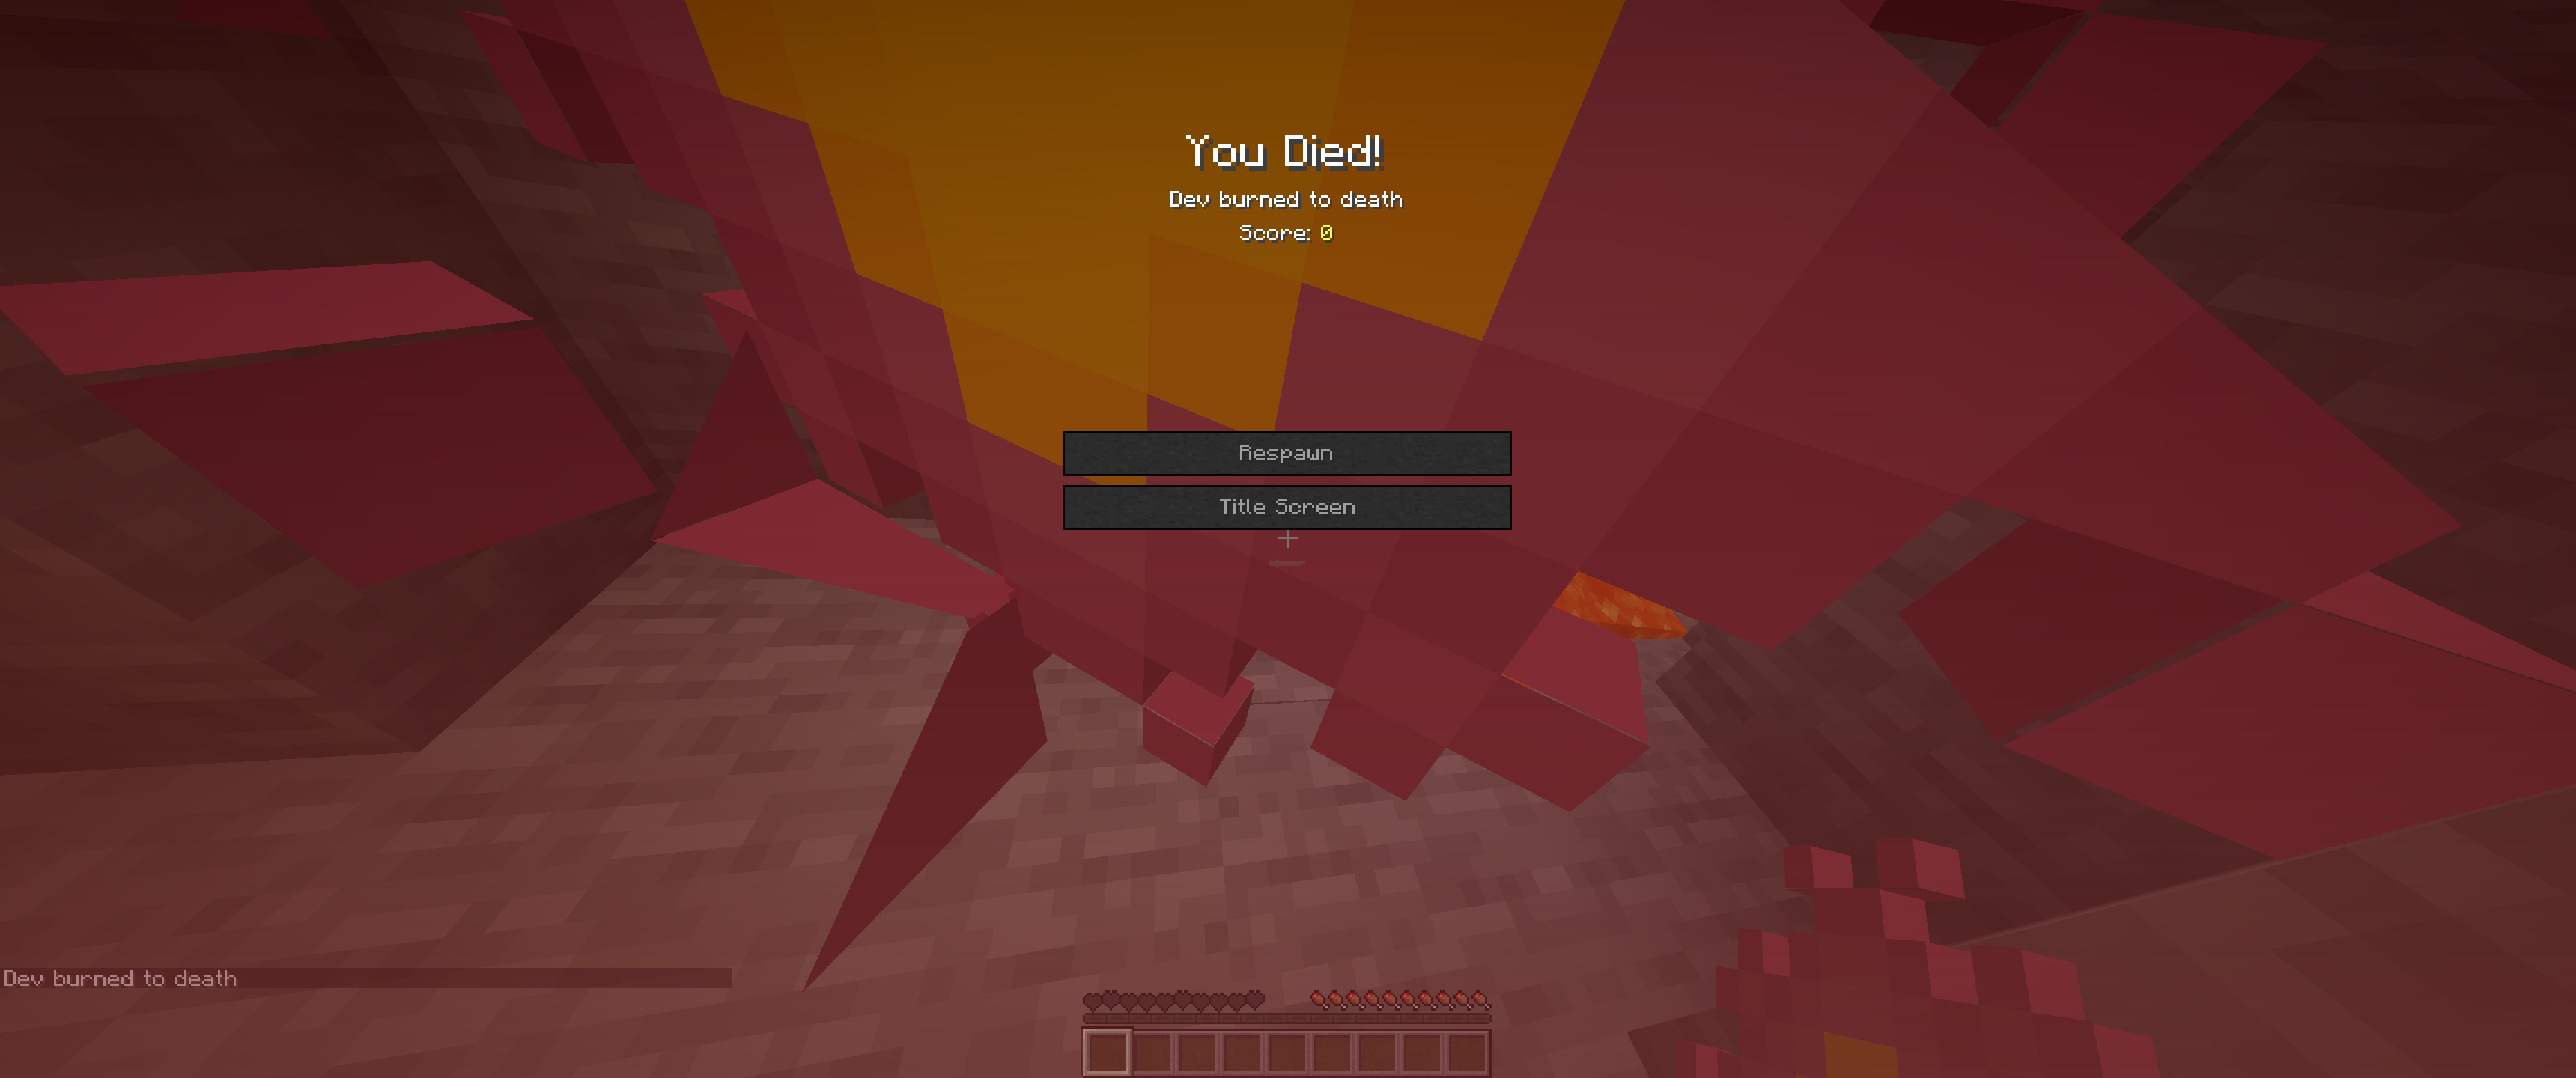 You Died!
Dev burned to death
Score: 0
Respawn
Title Screen
Dev burned to death